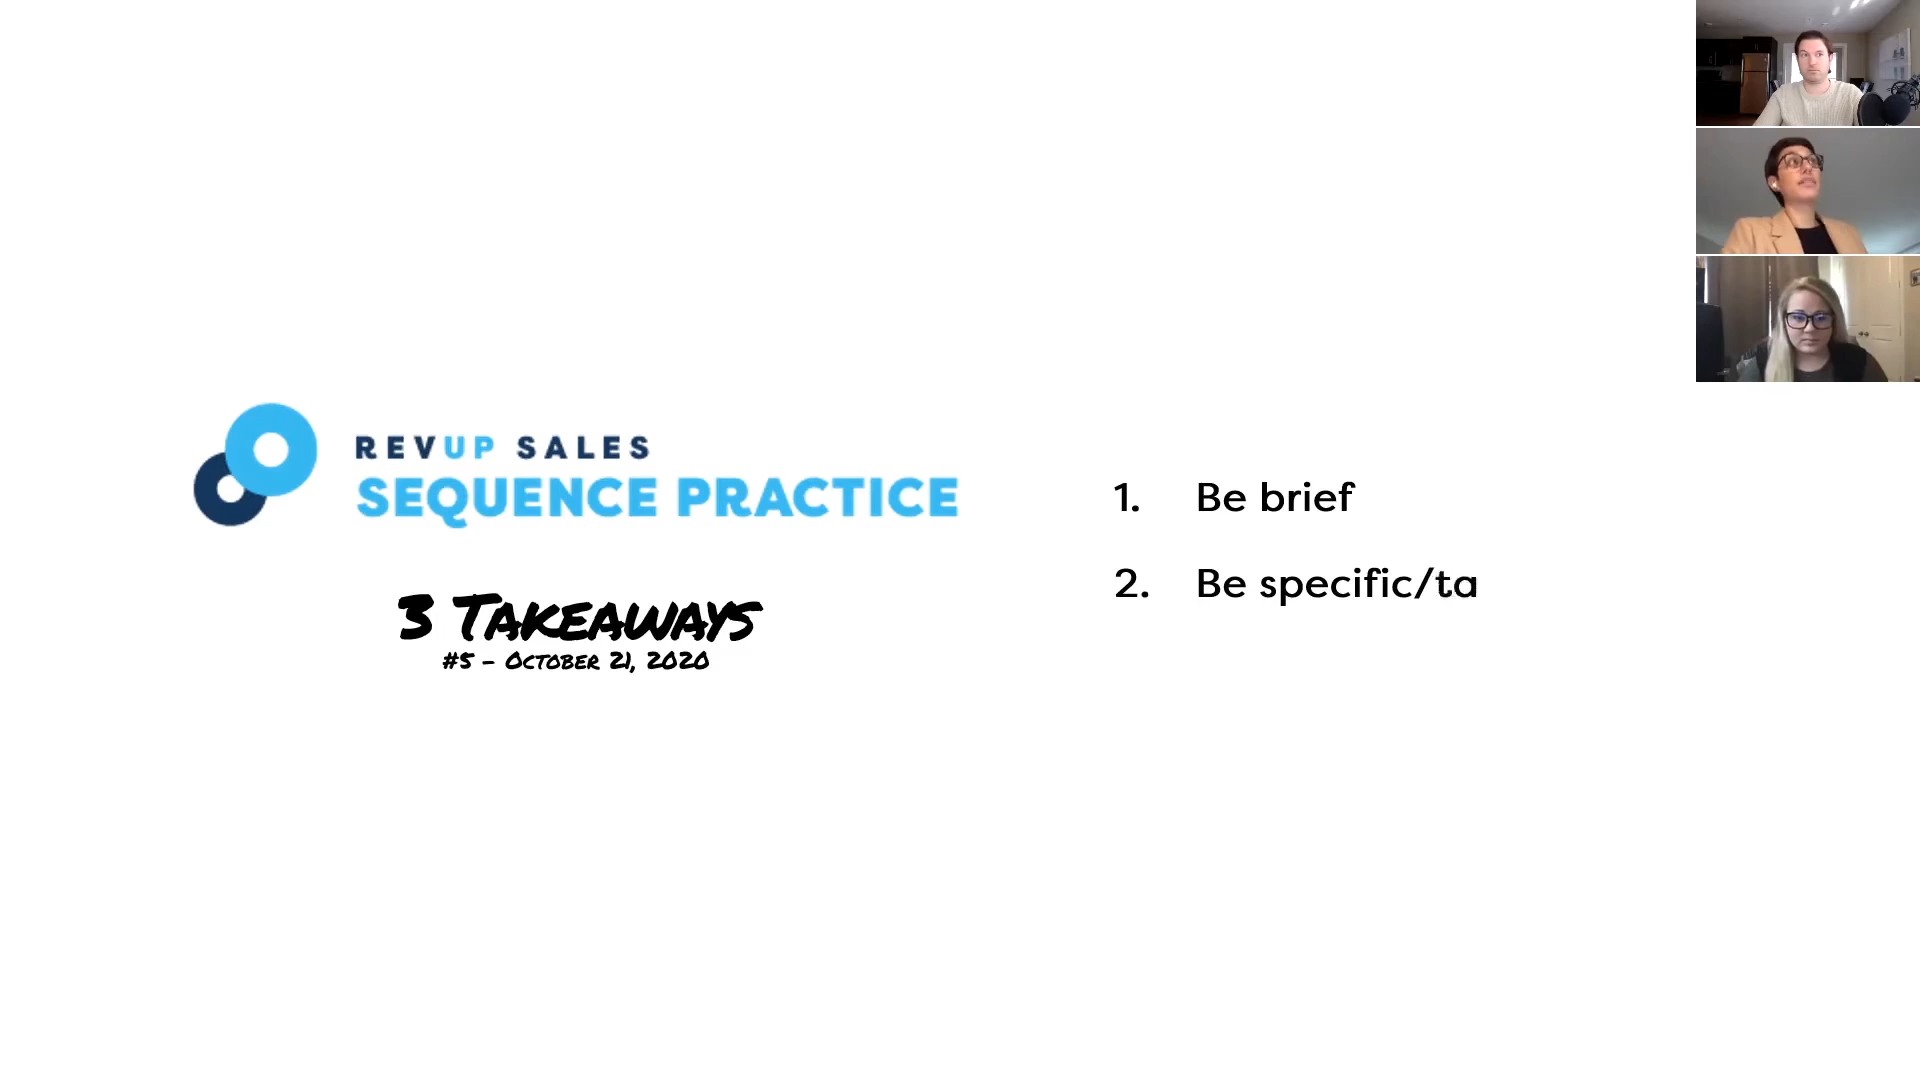 REVUP SALES
SEQUENCE PRACTICE
3 Takeaways
#5 - October 21, 2020
1. Be brief
2. Be specific/ta